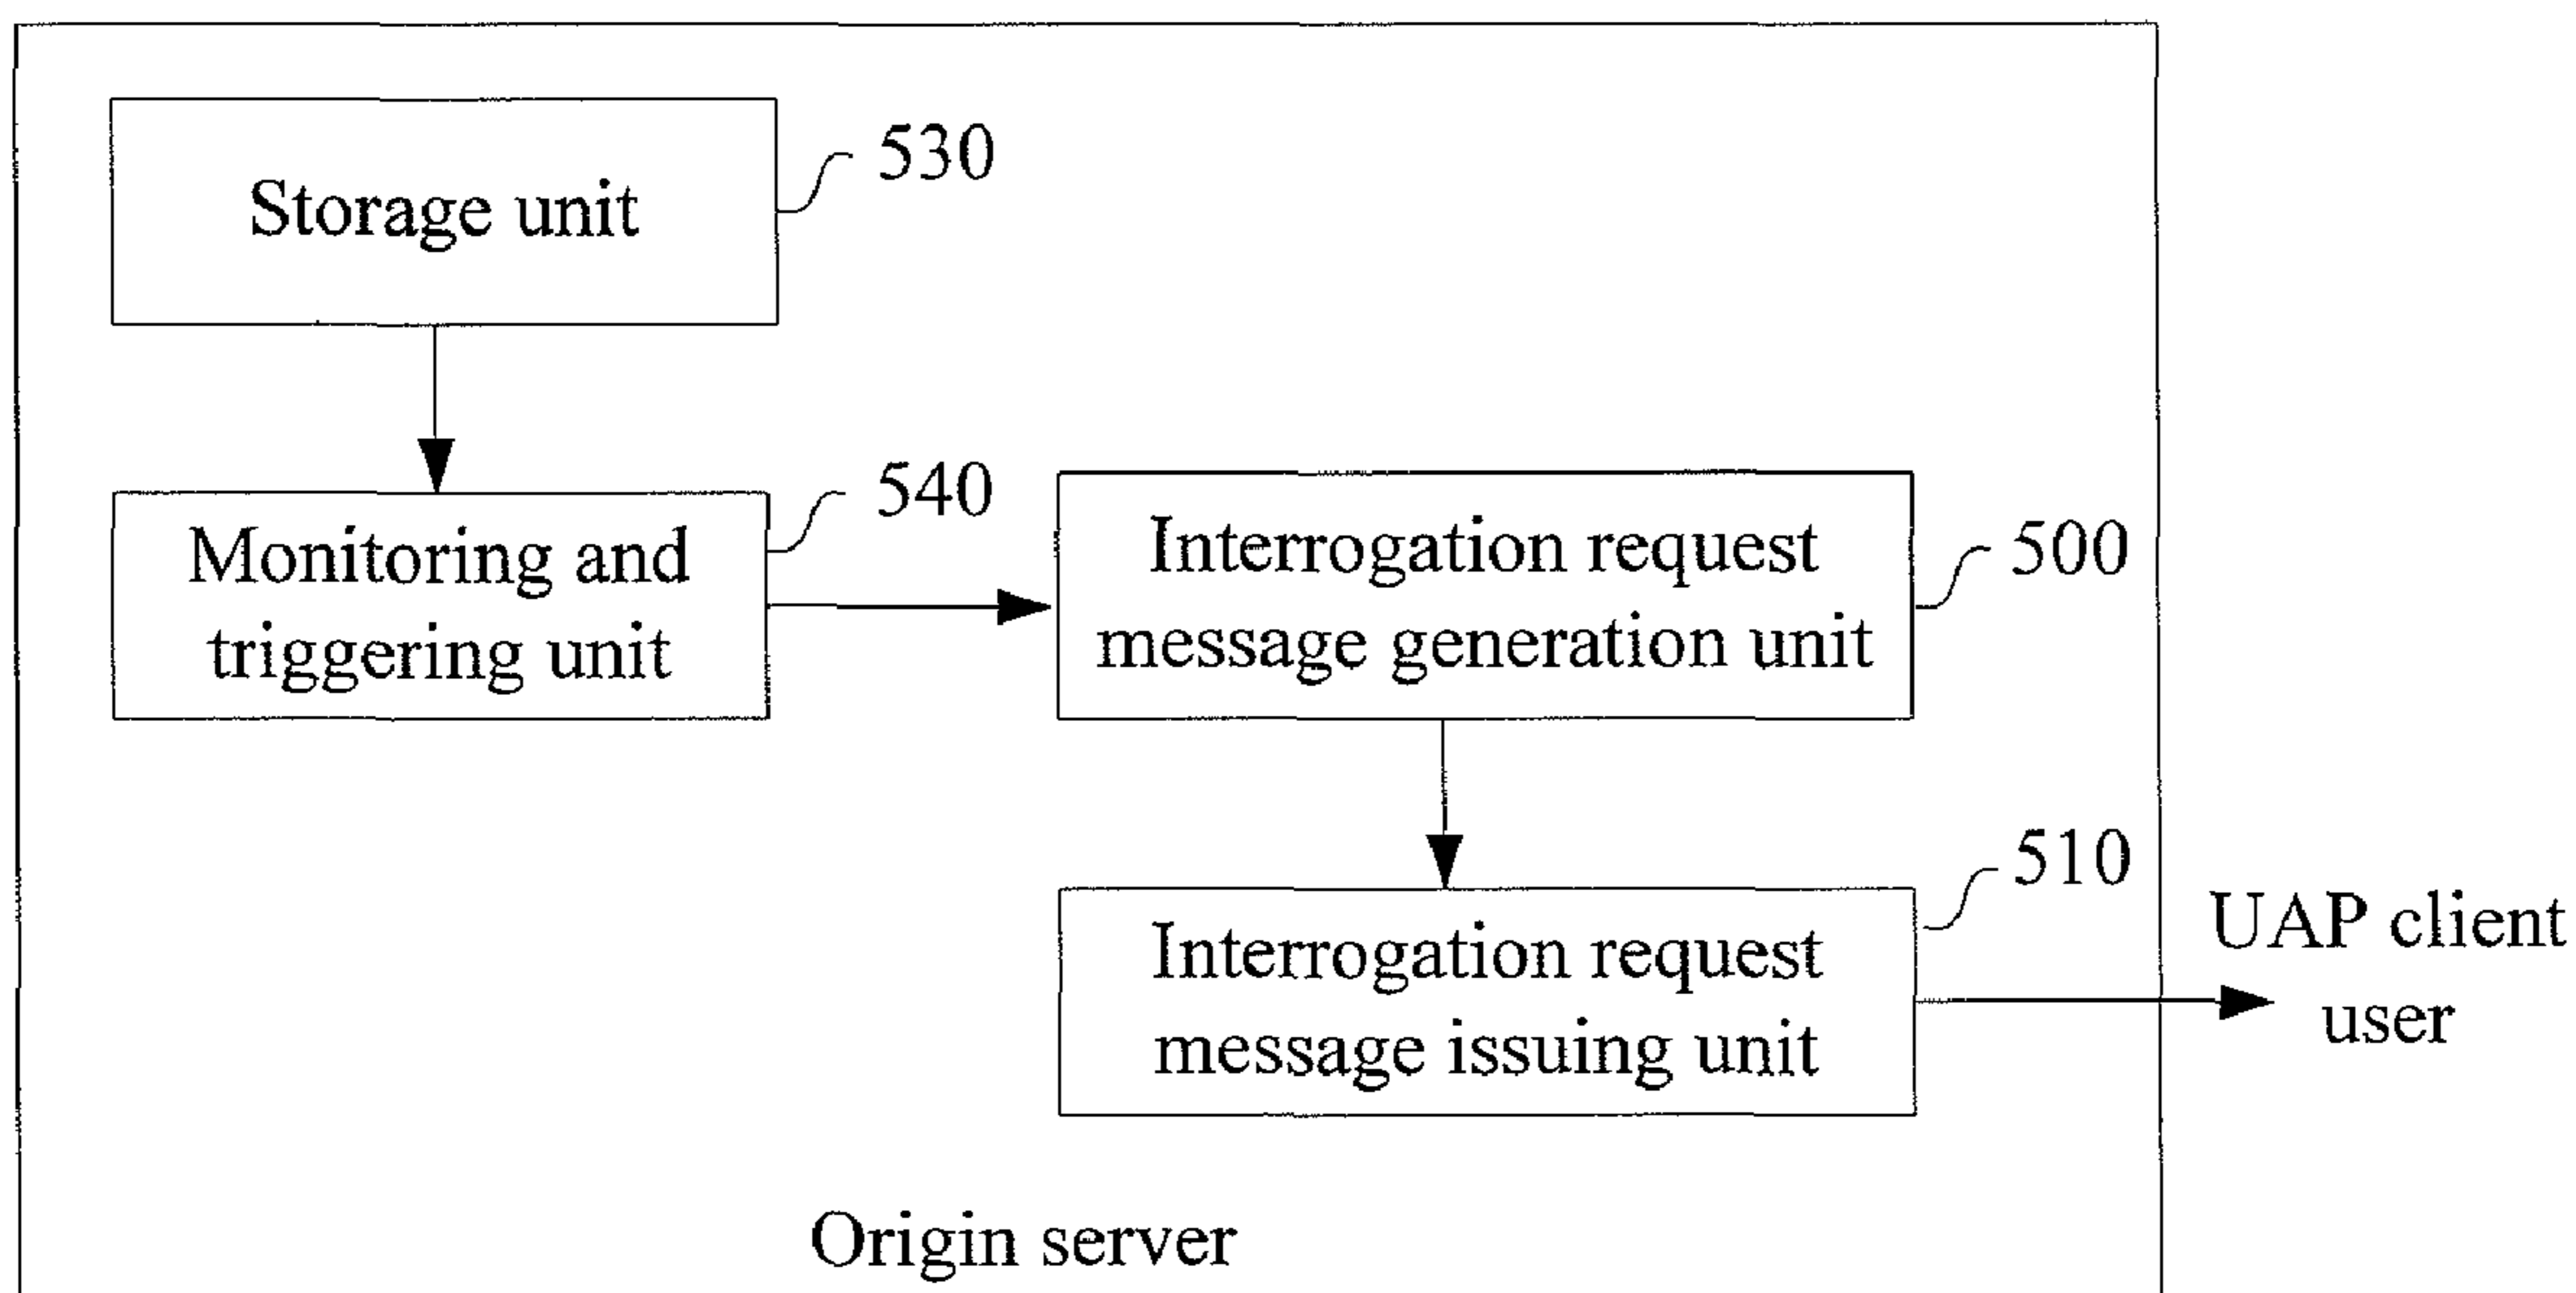 Storage unit
530
Monitoring and
triggering unit
540
Interrogation request
message generation unit
500
Interrogation request
message issuing unit
510
UAP client
user
Origin server